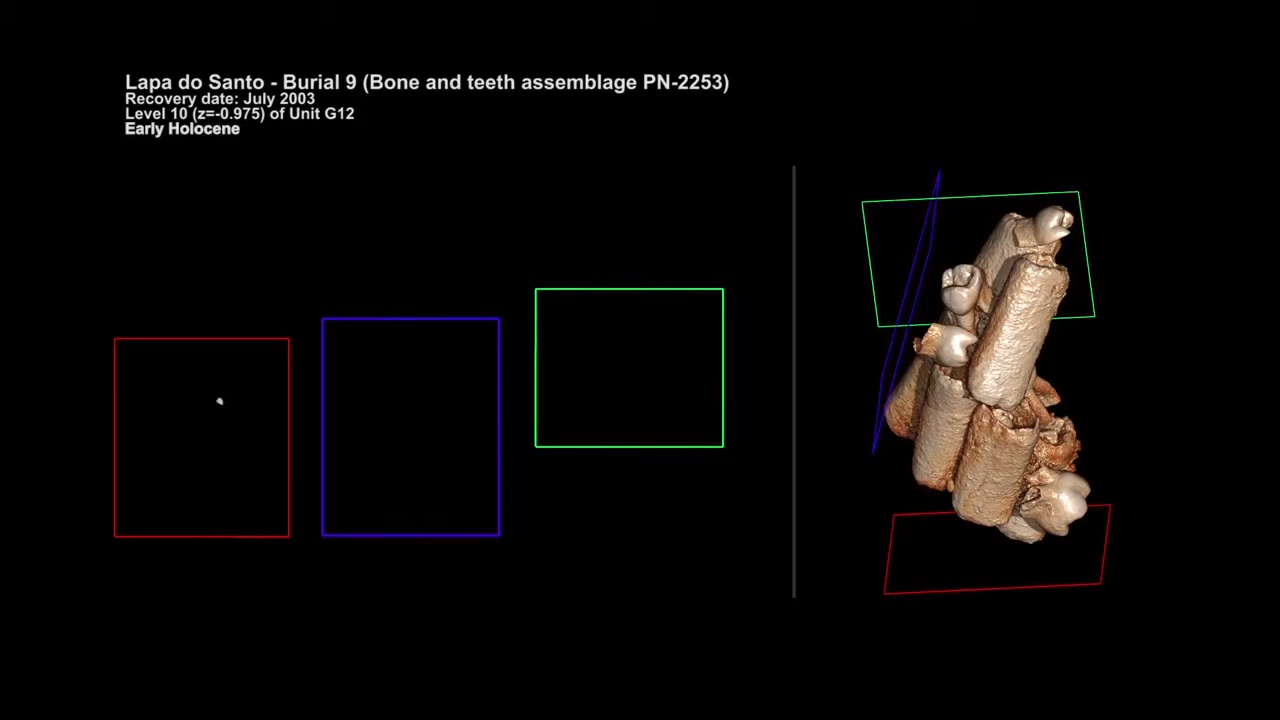 Lapa do Santo - Burial 9 (Bone and teeth assemblage PN-2253)
Recovery date: July 2003
Level 10 (z=-0.975) of Unit G12
Early Holocene